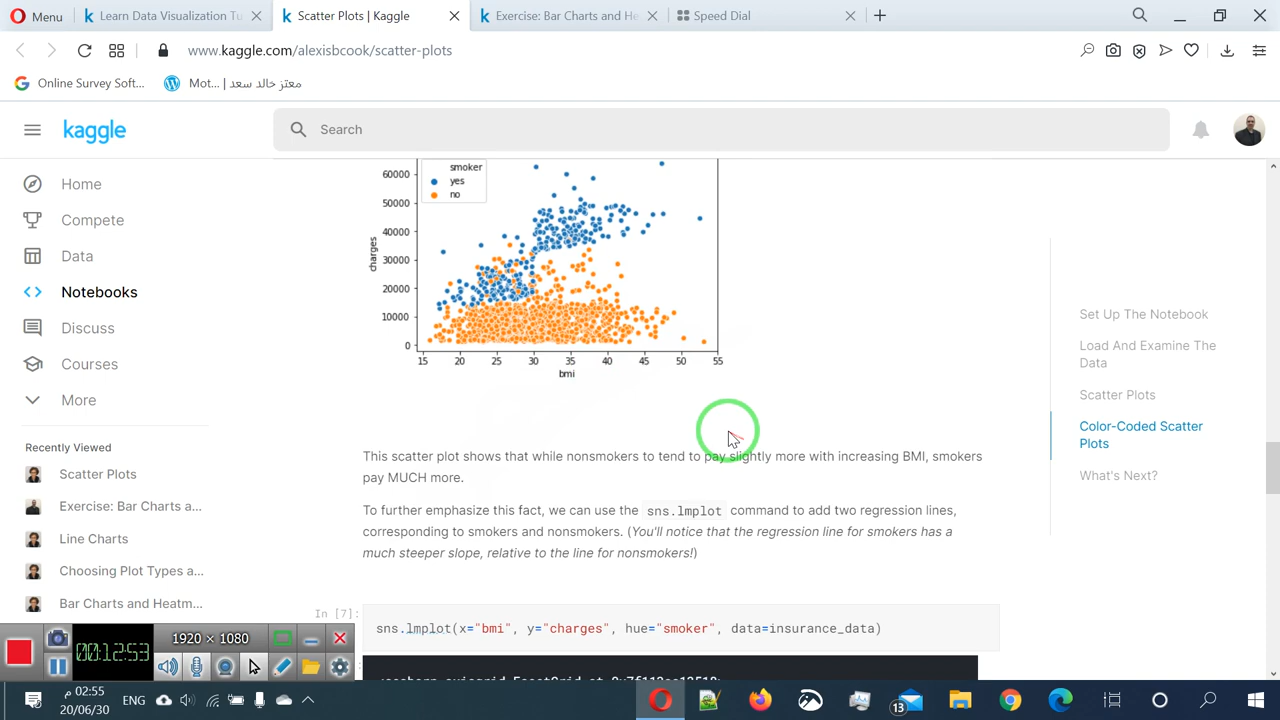 Menu
Learn Data Visualization Tu
Scatter Plots | Kaggle
Exercise: Bar Charts and He
Speed Dial
www.kaggle.com/alexisbcook/scatter-plots
Online Survey Soft...
Mot... | معتز خالد سعد
kaggle
Search
Home
Compete
Data
Notebooks
Discuss
Courses
More
Recently Viewed
Scatter Plots
Exercise: Bar Charts a...
Line Charts
Choosing Plot Types a...
Bar Charts and Heatm...
smoker
yes
no
60000
50000
40000
30000
20000
10000
0
charges
15 20 25 30 35 40 45 50 55
bmi
This scatter plot shows that while nonsmokers to tend to pay slightly more with increasing BMI, smokers
pay MUCH more.
To further emphasize this fact, we can use the sns.lmplot command to add two regression lines,
corresponding to smokers and nonsmokers. (You'll notice that the regression line for smokers has a
much steeper slope, relative to the line for nonsmokers!)
In [7]:
sns.lmplot(x="bmi", y="charges", hue="smoker", data=insurance_data)
Set Up The Notebook
Load And Examine The
Data
Scatter Plots
Color-Coded Scatter
Plots
What's Next?
00:12:53
1920 × 1080
02:55 م
20/06/30
ENG
13